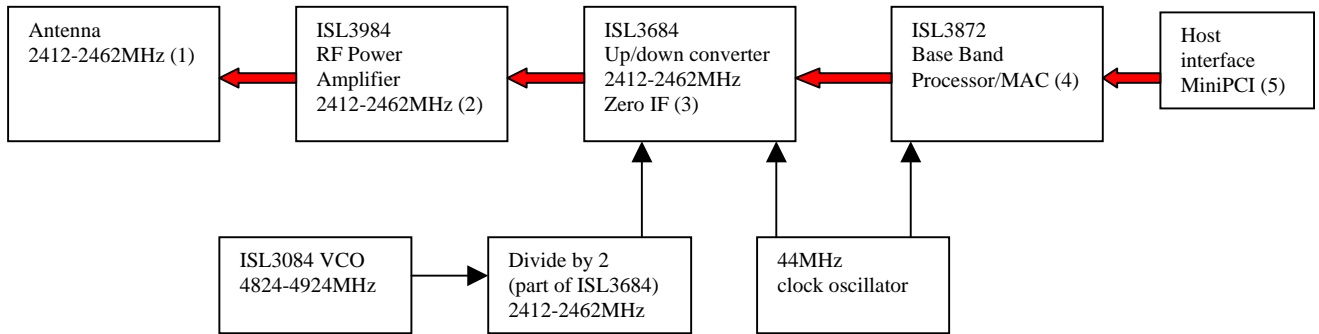 Antenna
2412-2462MHz (1)
ISL3984
RF Power
Amplifier
2412-2462MHz (2)
ISL3684
Up/down converter
2412-2462MHz
Zero IF (3)
ISL3872
Base Band
Processor/MAC (4)
Host
interface
MiniPCI (5)
ISL3084 VCO
4824-4924MHz
Divide by 2
(part of ISL3684)
2412-2462MHz
44MHz
clock oscillator